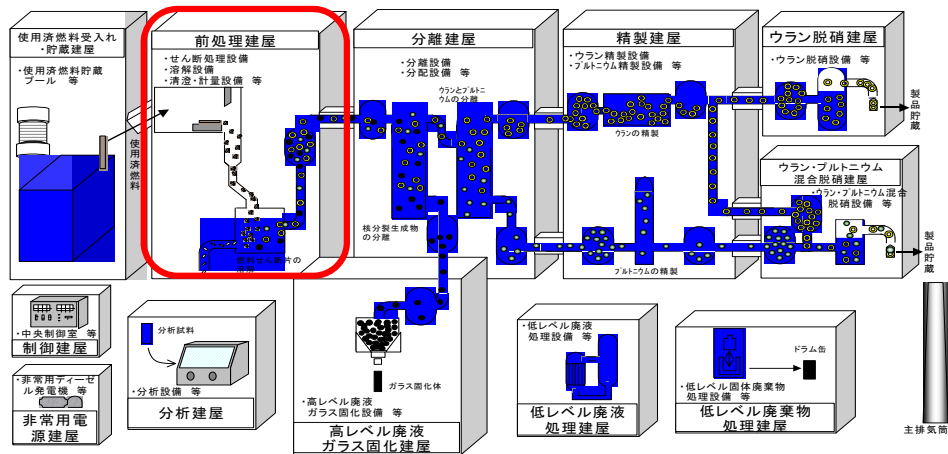 使用済燃料受入れ
・貯蔵建屋
・使用済燃料貯蔵
プール 等
使用済燃料
前処理建屋
・せん断処理設備
・溶解設備
・清澄・計量設備 等
燃料せん断片の
溶解
分離建屋
・分離設備
・分配設備 等
ウランとプルトニ
ウムの分離
核分裂生成物
の分離
精製建屋
・ウラン精製設備
・プルトニウム精製設備 等
ウランの精製
プルトニウムの精製
ウラン脱硝建屋
・ウラン脱硝設備 等
製品貯蔵
ウラン・プルトニウム
混合脱硝建屋
・ウラン・プルトニウム混合
脱硝設備 等
製品貯蔵
・中央制御室 等
制御建屋
・非常用ディーゼ
ル発電機 等
非常用電
源建屋
分析試料
・分析設備 等
分析建屋
ガラス固化体
・高レベル廃液
ガラス固化設備 等
高レベル廃液
ガラス固化建屋
・低レベル廃液
処理設備 等
低レベル廃液
処理建屋
ドラム缶
・低レベル固体廃棄物
処理設備 等
低レベル廃棄物
処理建屋
主排気筒